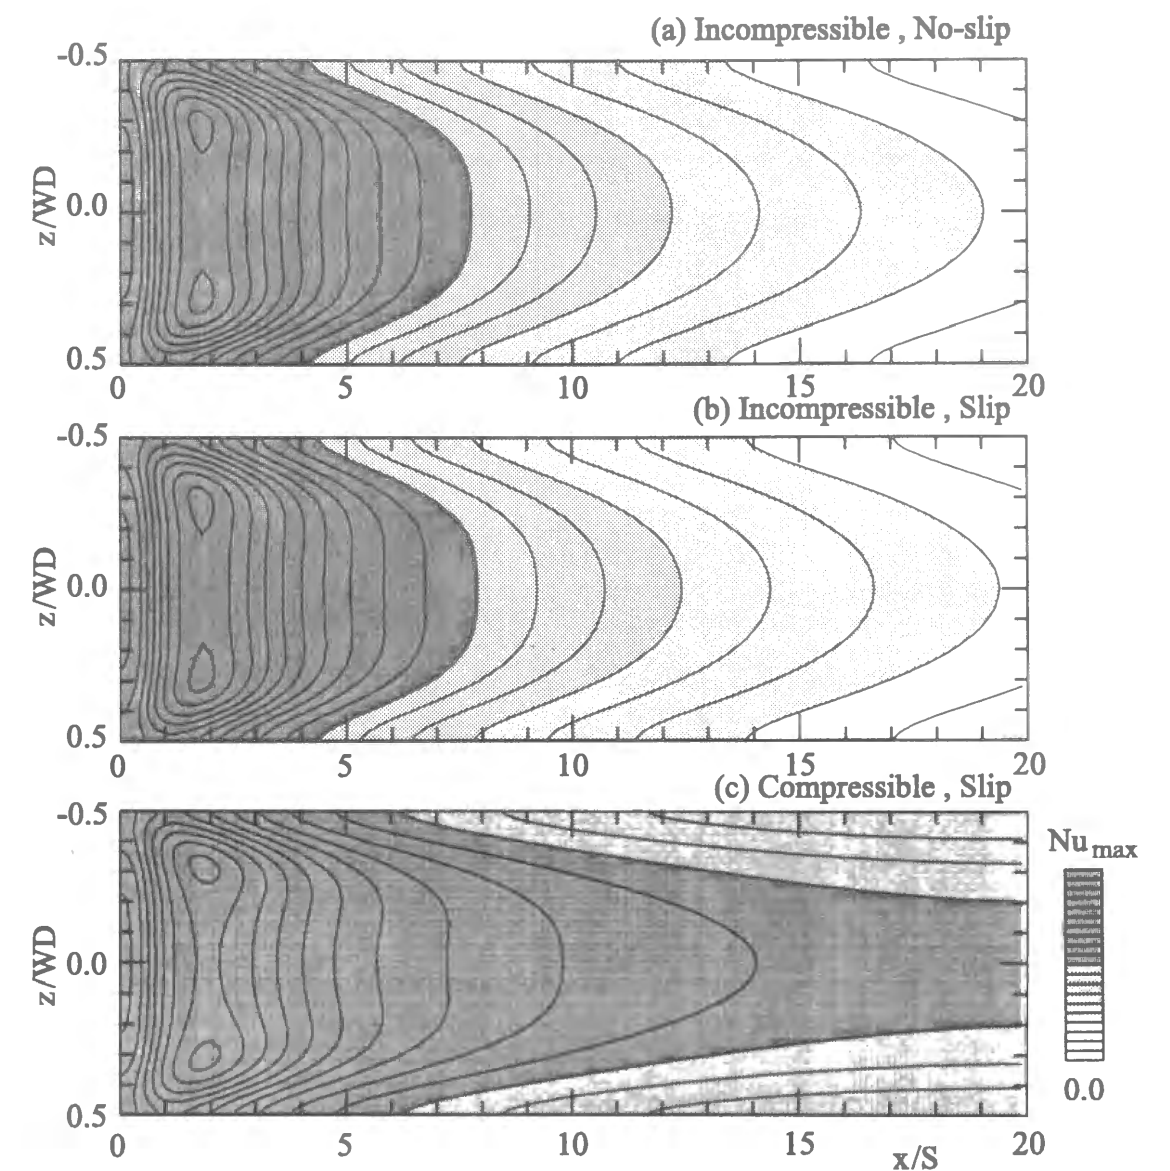 (a) Incompressible , No-slip
-0.5
z/WD
0.0
0.5
0 5 10 15 20
(b) Incompressible , Slip
-0.5
z/WD
0.0
0.5
0 5 10 15 20
(c) Compressible , Slip
-0.5
z/WD
0.0
0.5
0 5 10 15 20
x/S
Nu max
0.0